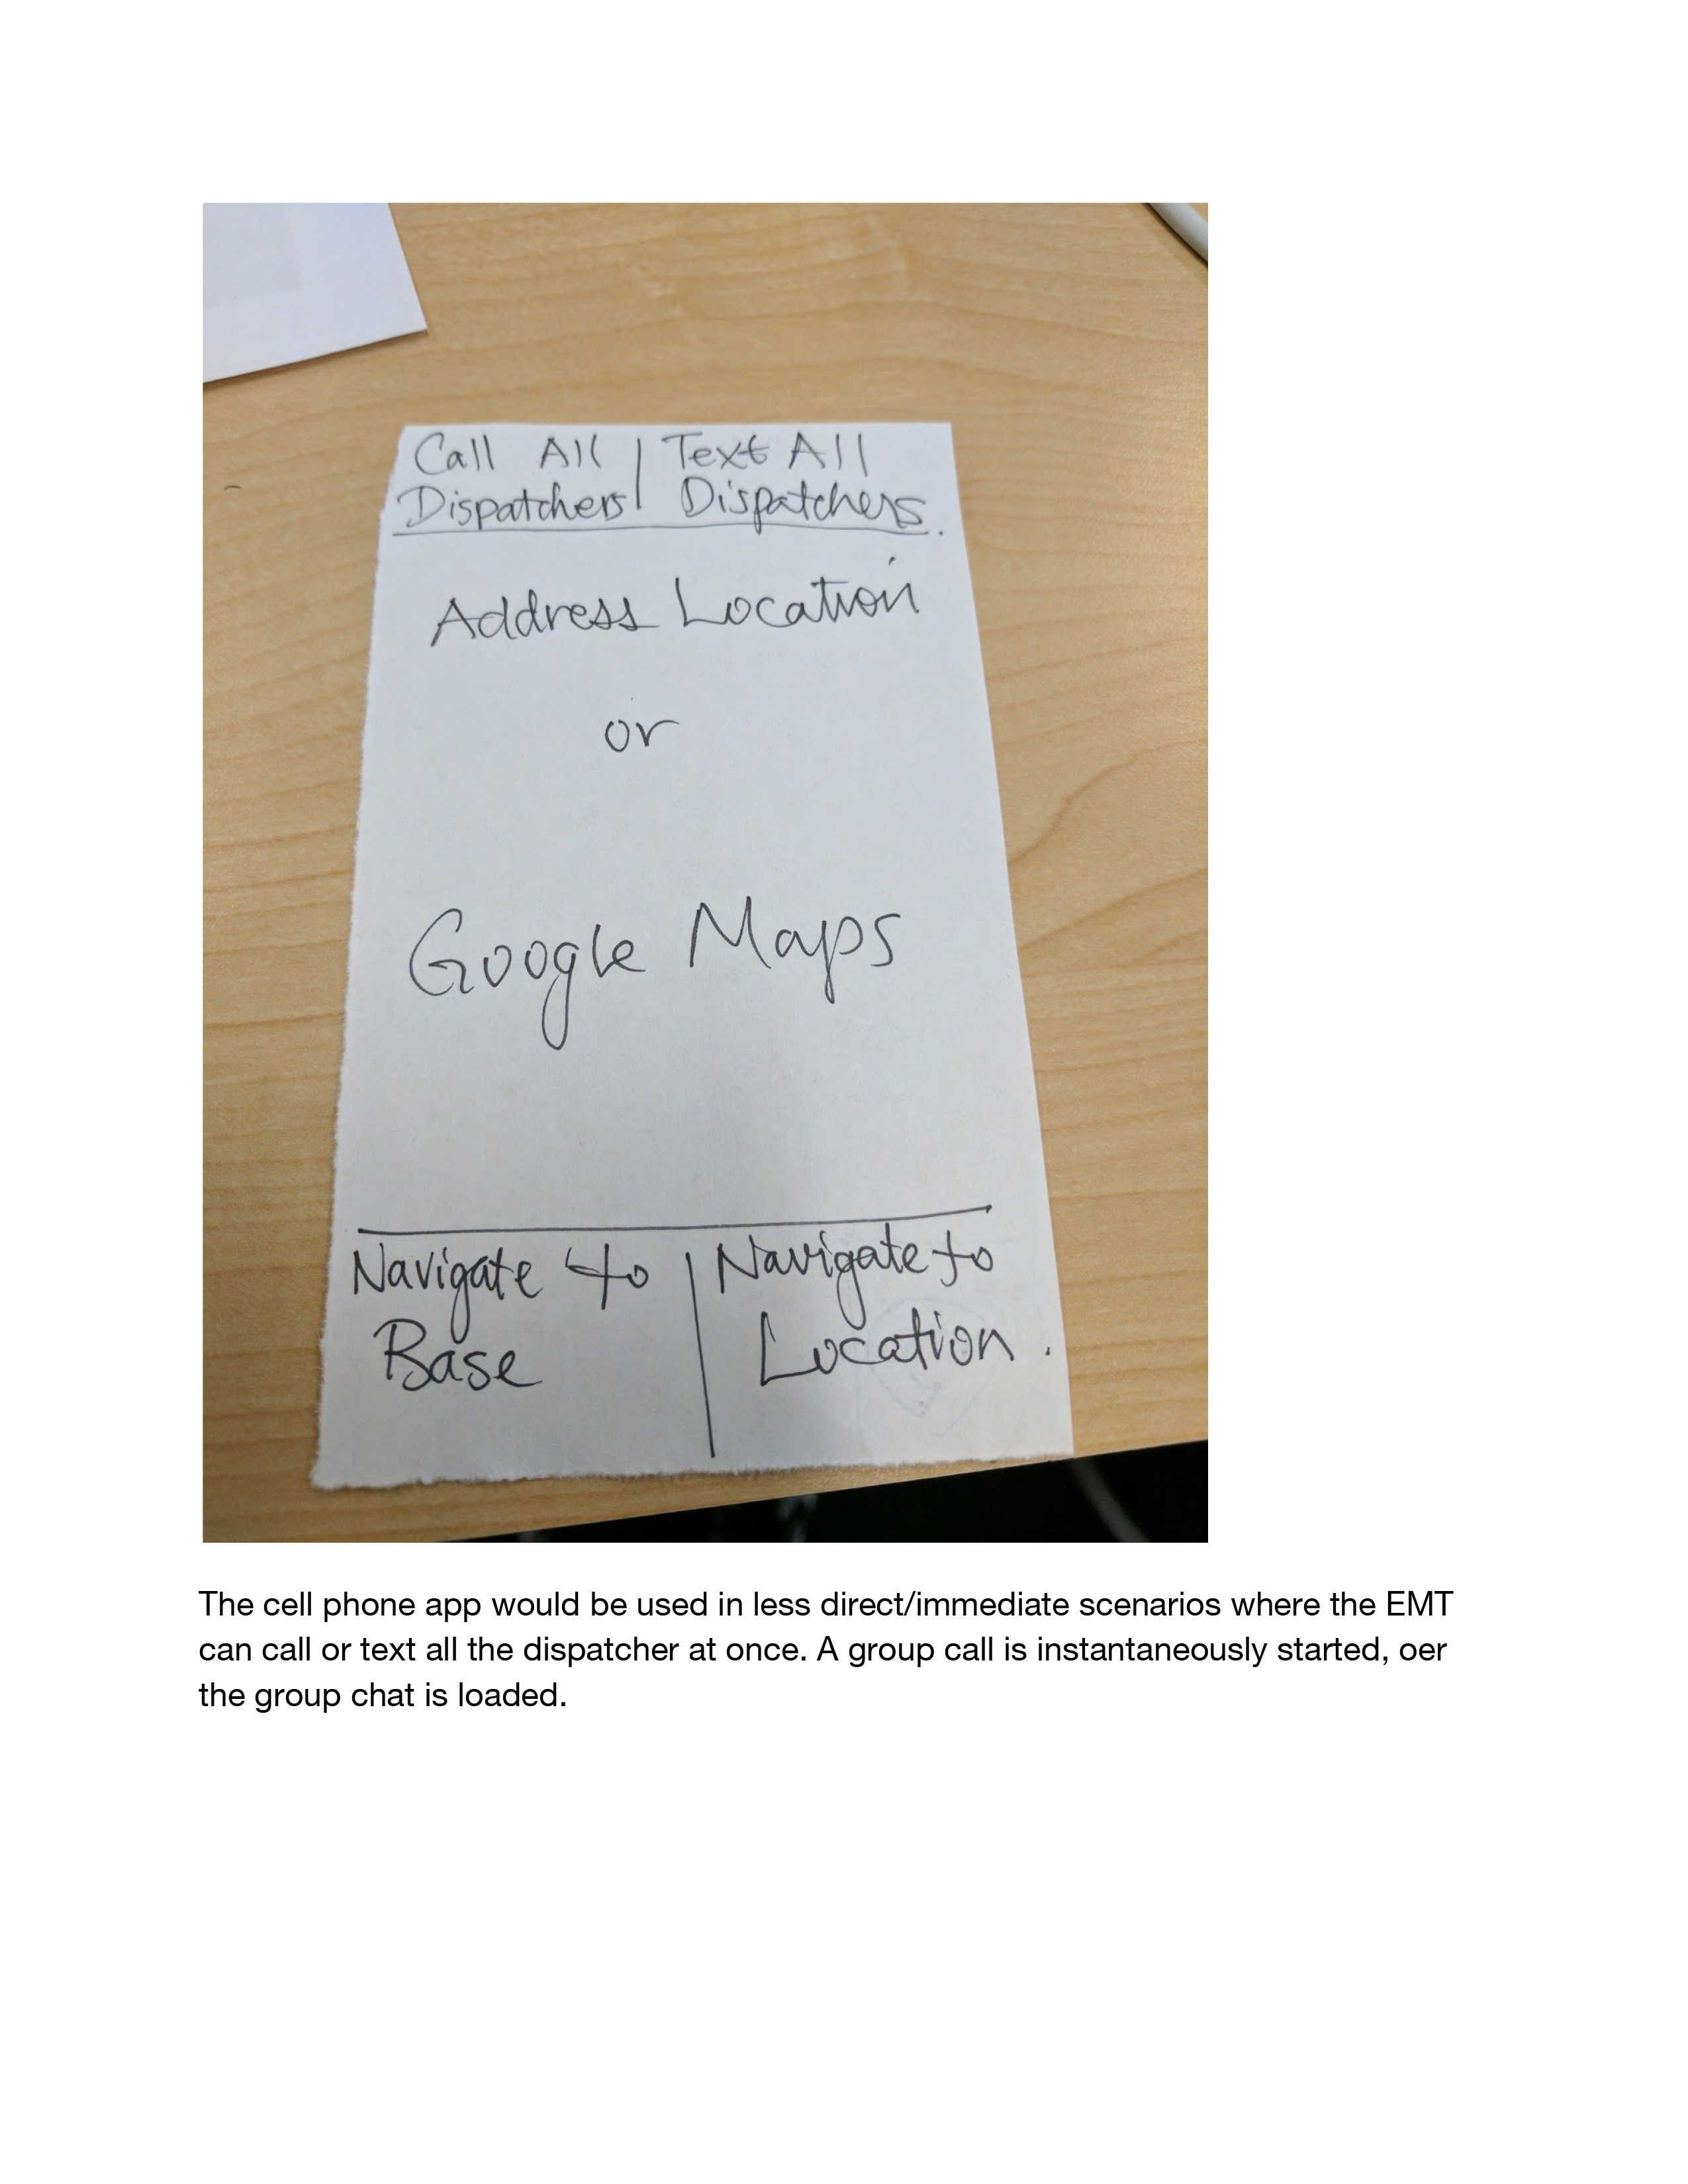 Call All | Text All
Dispatchers | Dispatchers.
Address Location
or
Google Maps
Navigate to | Navigate to
Base | Location.
The cell phone app would be used in less direct/immediate scenarios where the EMT
can call or text all the dispatcher at once. A group call is instantaneously started, oer
the group chat is loaded.